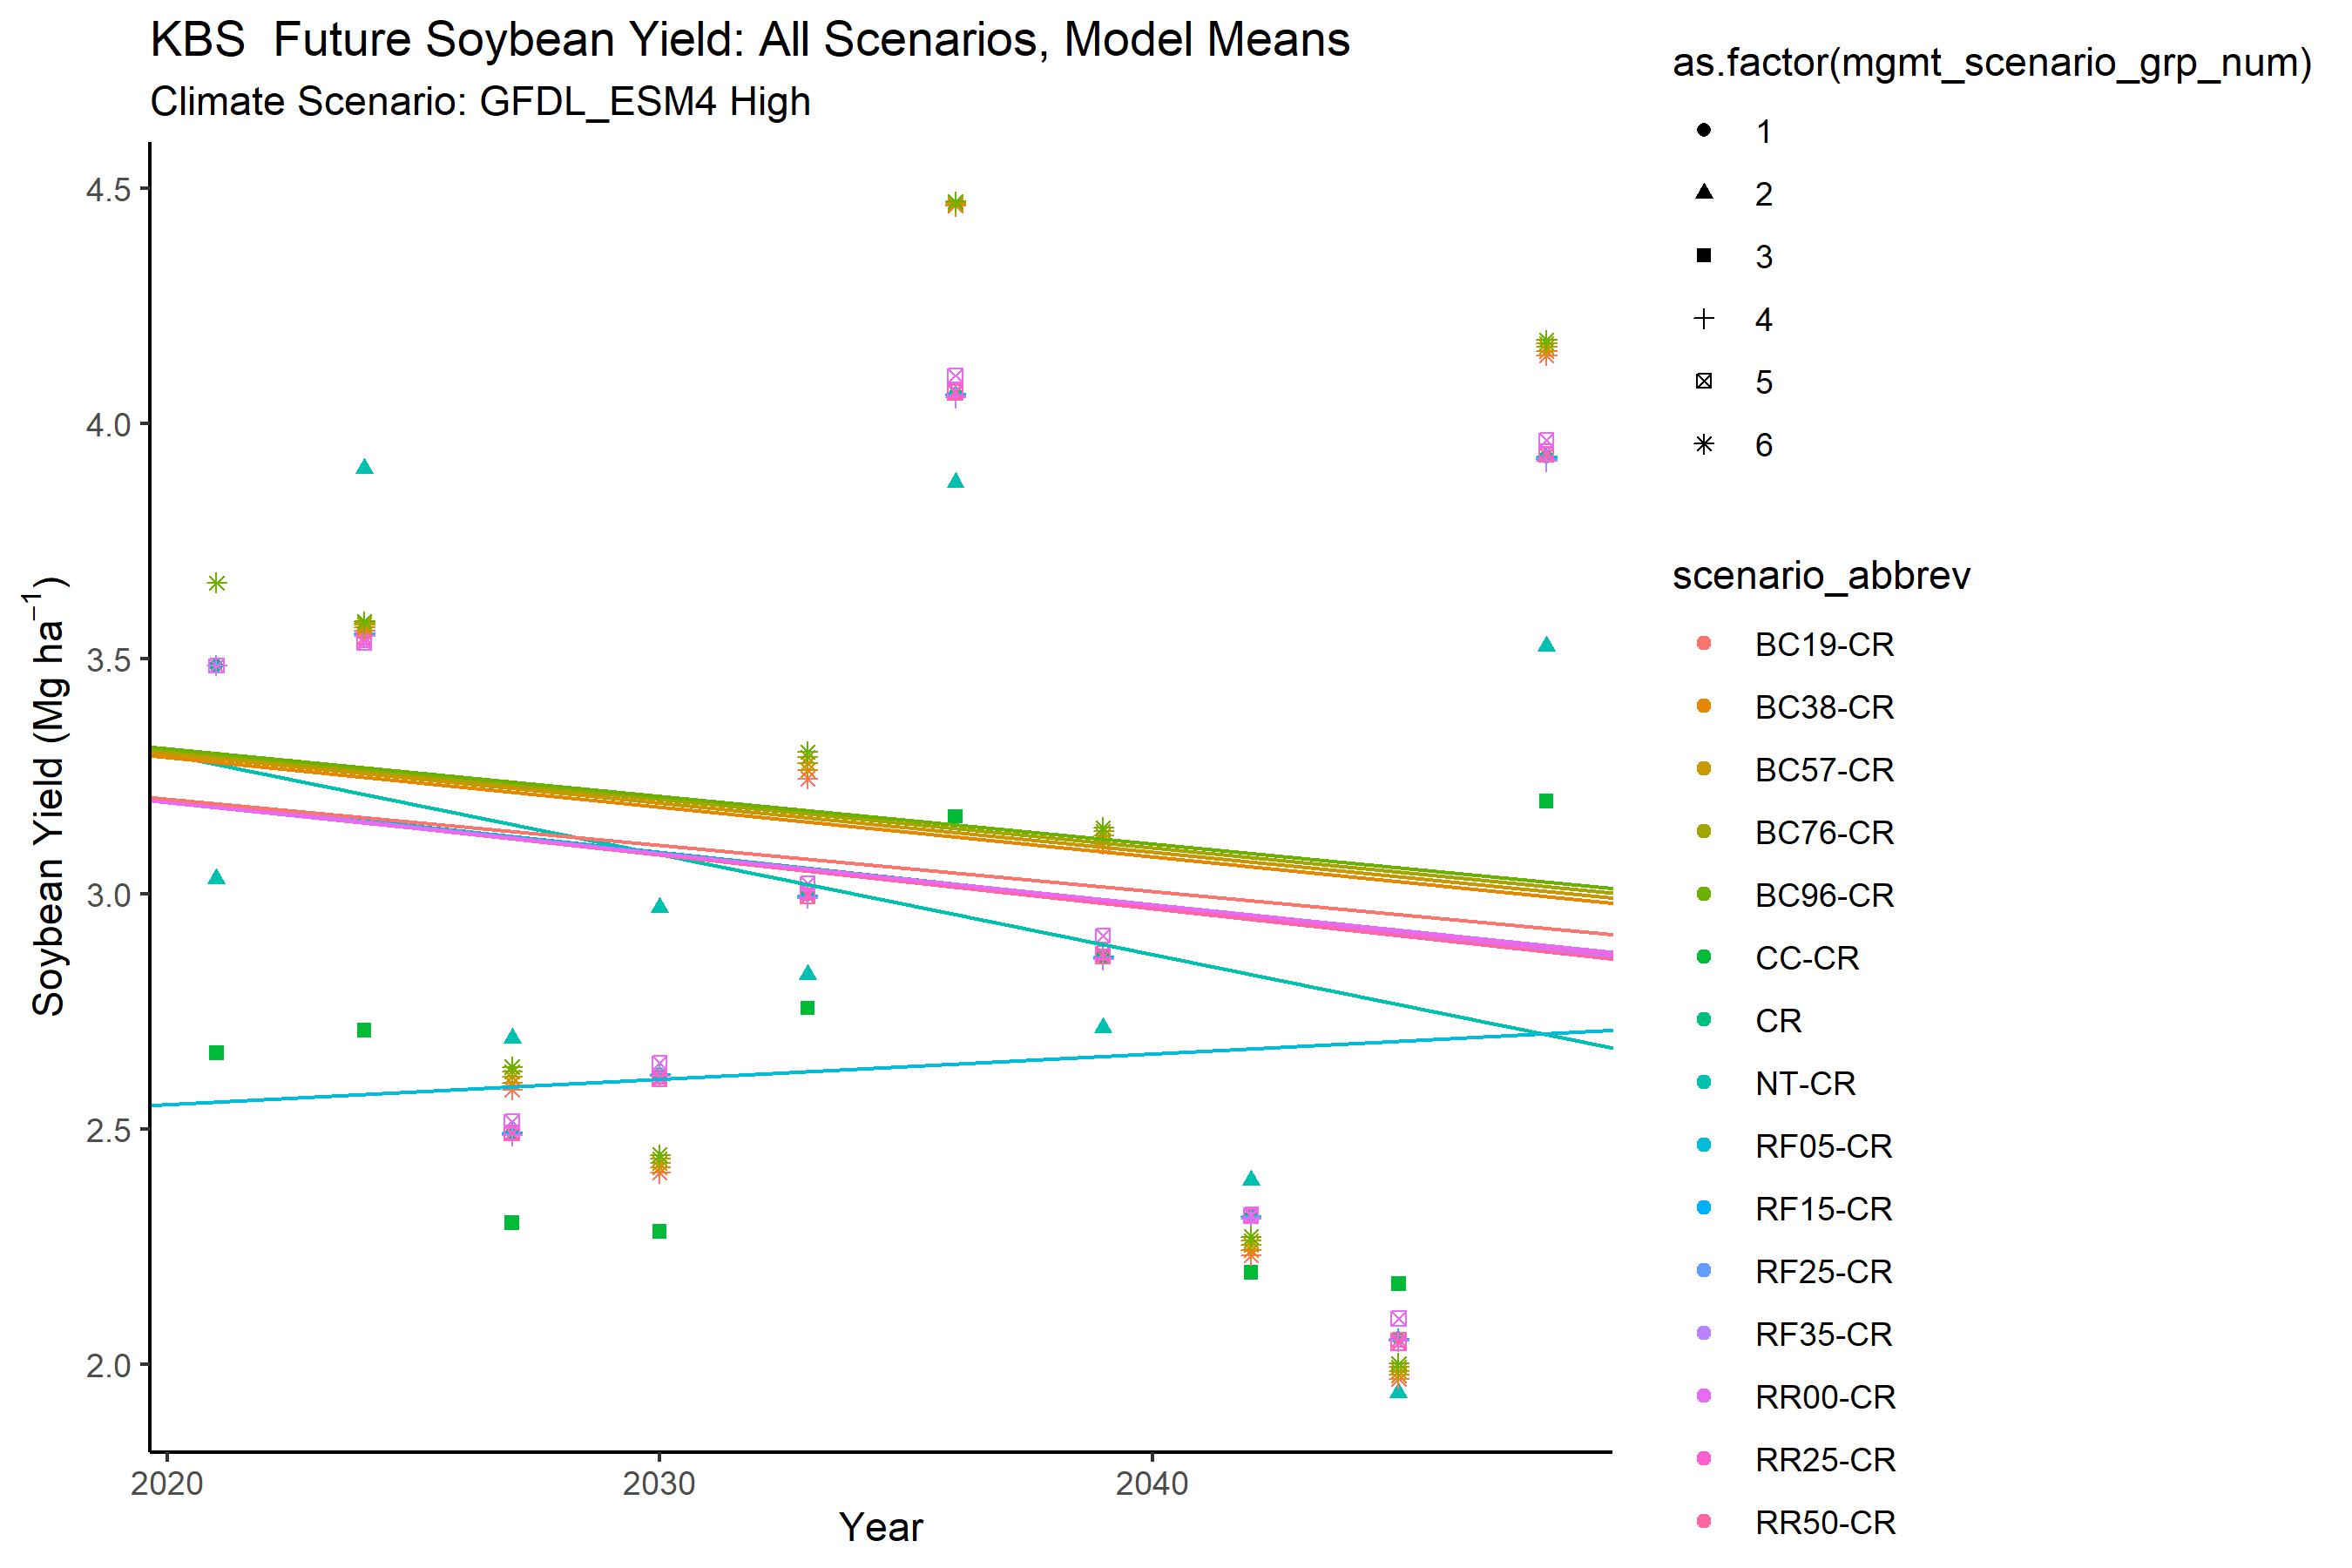 KBS  Future Soybean Yield: All Scenarios, Model Means
Climate Scenario: GFDL_ESM4 High
Soybean Yield (Mg ha⁻¹)
4.5
4.0
3.5
3.0
2.5
2.0
2020
2030
2040
Year
as.factor(mgmt_scenario_grp_num)
1
2
3
4
5
6
scenario_abbrev
BC19-CR
BC38-CR
BC57-CR
BC76-CR
BC96-CR
CC-CR
CR
NT-CR
RF05-CR
RF15-CR
RF25-CR
RF35-CR
RR00-CR
RR25-CR
RR50-CR